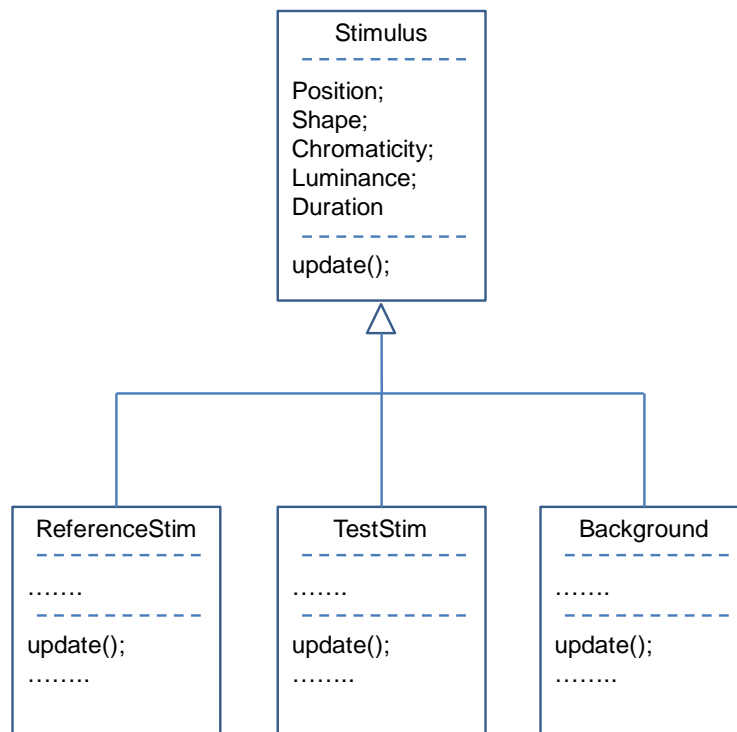 Stimulus
Position;
Shape;
Chromaticity;
Luminance;
Duration
update();
ReferenceStim
.......
update();
........
TestStim
.......
update();
........
Background
.......
update();
........